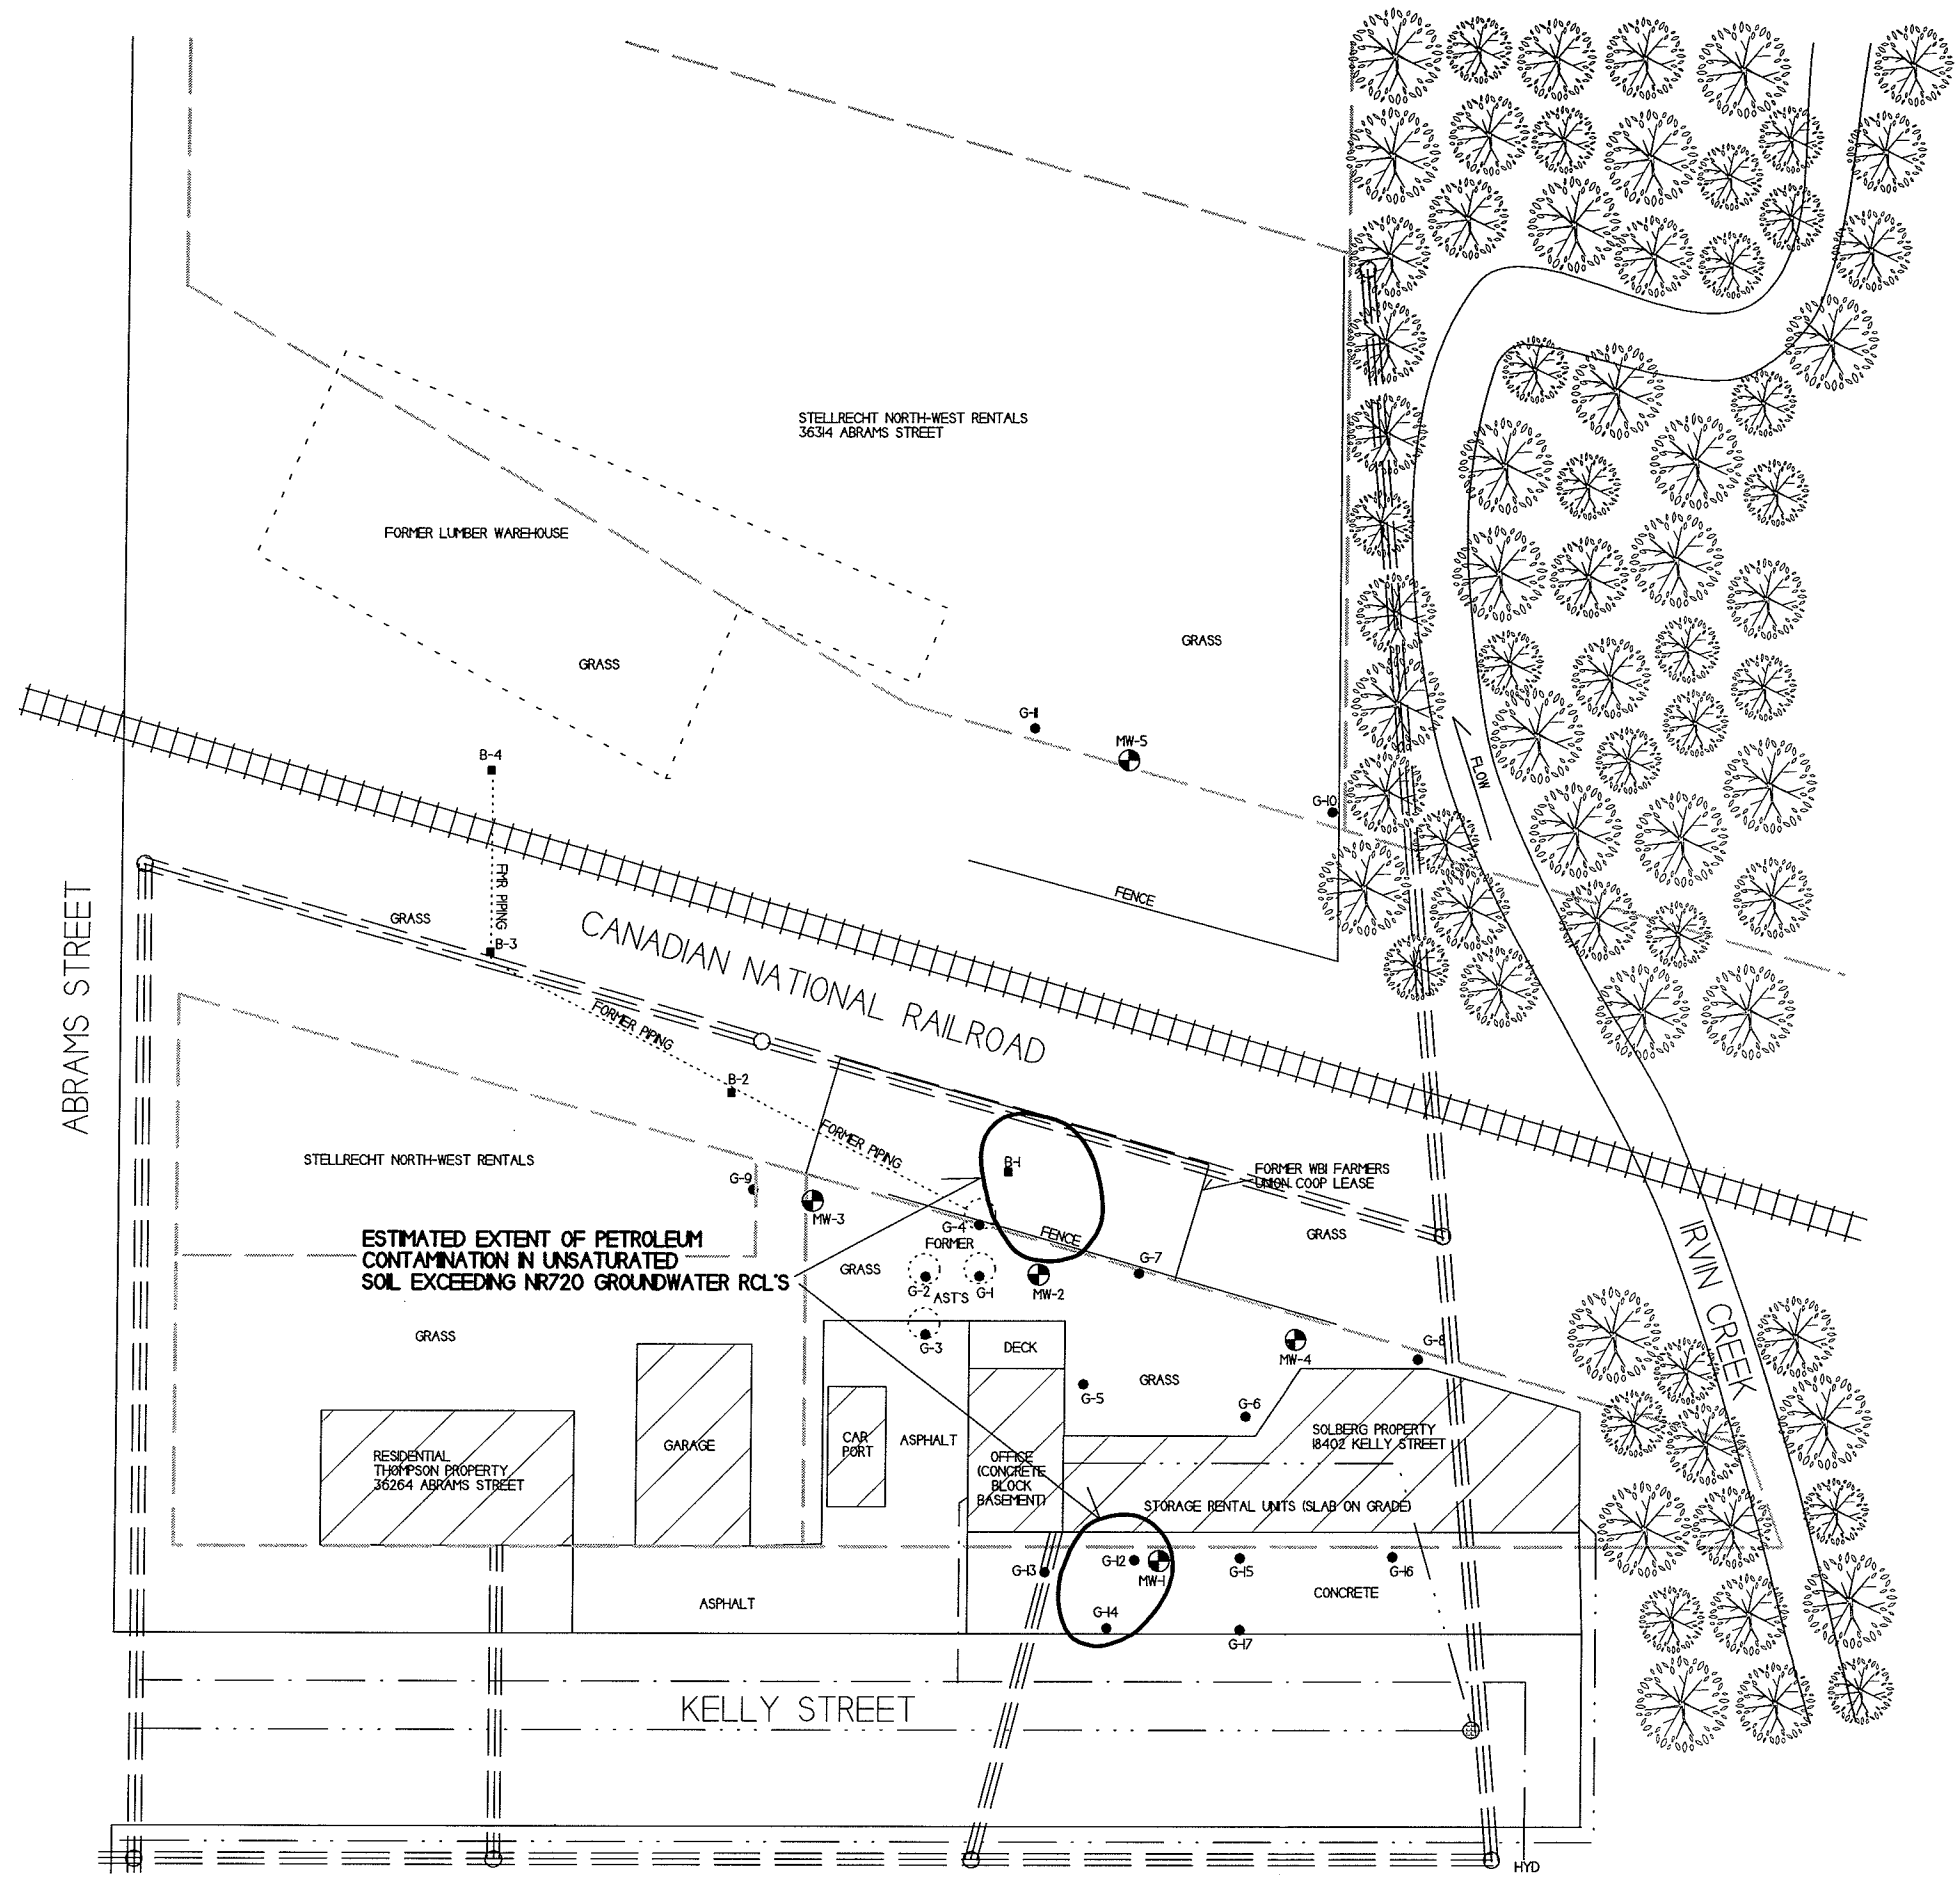 STELLRECHT NORTH-WEST RENTALS
36314 ABRAMS STREET
FORMER LUMBER WAREHOUSE
GRASS
GRASS
G-11
MW-5
B-4
FLOW
G-10
FMR PIPING
FENCE
ABRAMS STREET
GRASS
B-3
CANADIAN NATIONAL RAILROAD
FORMER PIPING
B-2
FORMER PIPING
STELLRECHT NORTH-WEST RENTALS
B-1
FORMER WBI FARMERS
UNION COOP LEASE
G-9
MW-3
G-4
FENCE
GRASS
IRVIN CREEK
ESTIMATED EXTENT OF PETROLEUM
CONTAMINATION IN UNSATURATED
SOIL EXCEEDING NR720 GROUNDWATER RCL'S
FORMER
GRASS
G-7
G-2
G-1
AST'S
MW-2
GRASS
G-3
DECK
MW-4
G-8
G-5
GRASS
G-6
RESIDENTIAL
THOMPSON PROPERTY
36264 ABRAMS STREET
GARAGE
CAR
PORT
ASPHALT
OFFICE
(CONCRETE
BLOCK
BASEMENT)
SOLBERG PROPERTY
18402 KELLY STREET
STORAGE RENTAL UNITS (SLAB ON GRADE)
G-13
G-12
MW-1
G-15
G-16
CONCRETE
ASPHALT
G-14
G-17
KELLY STREET
HYD